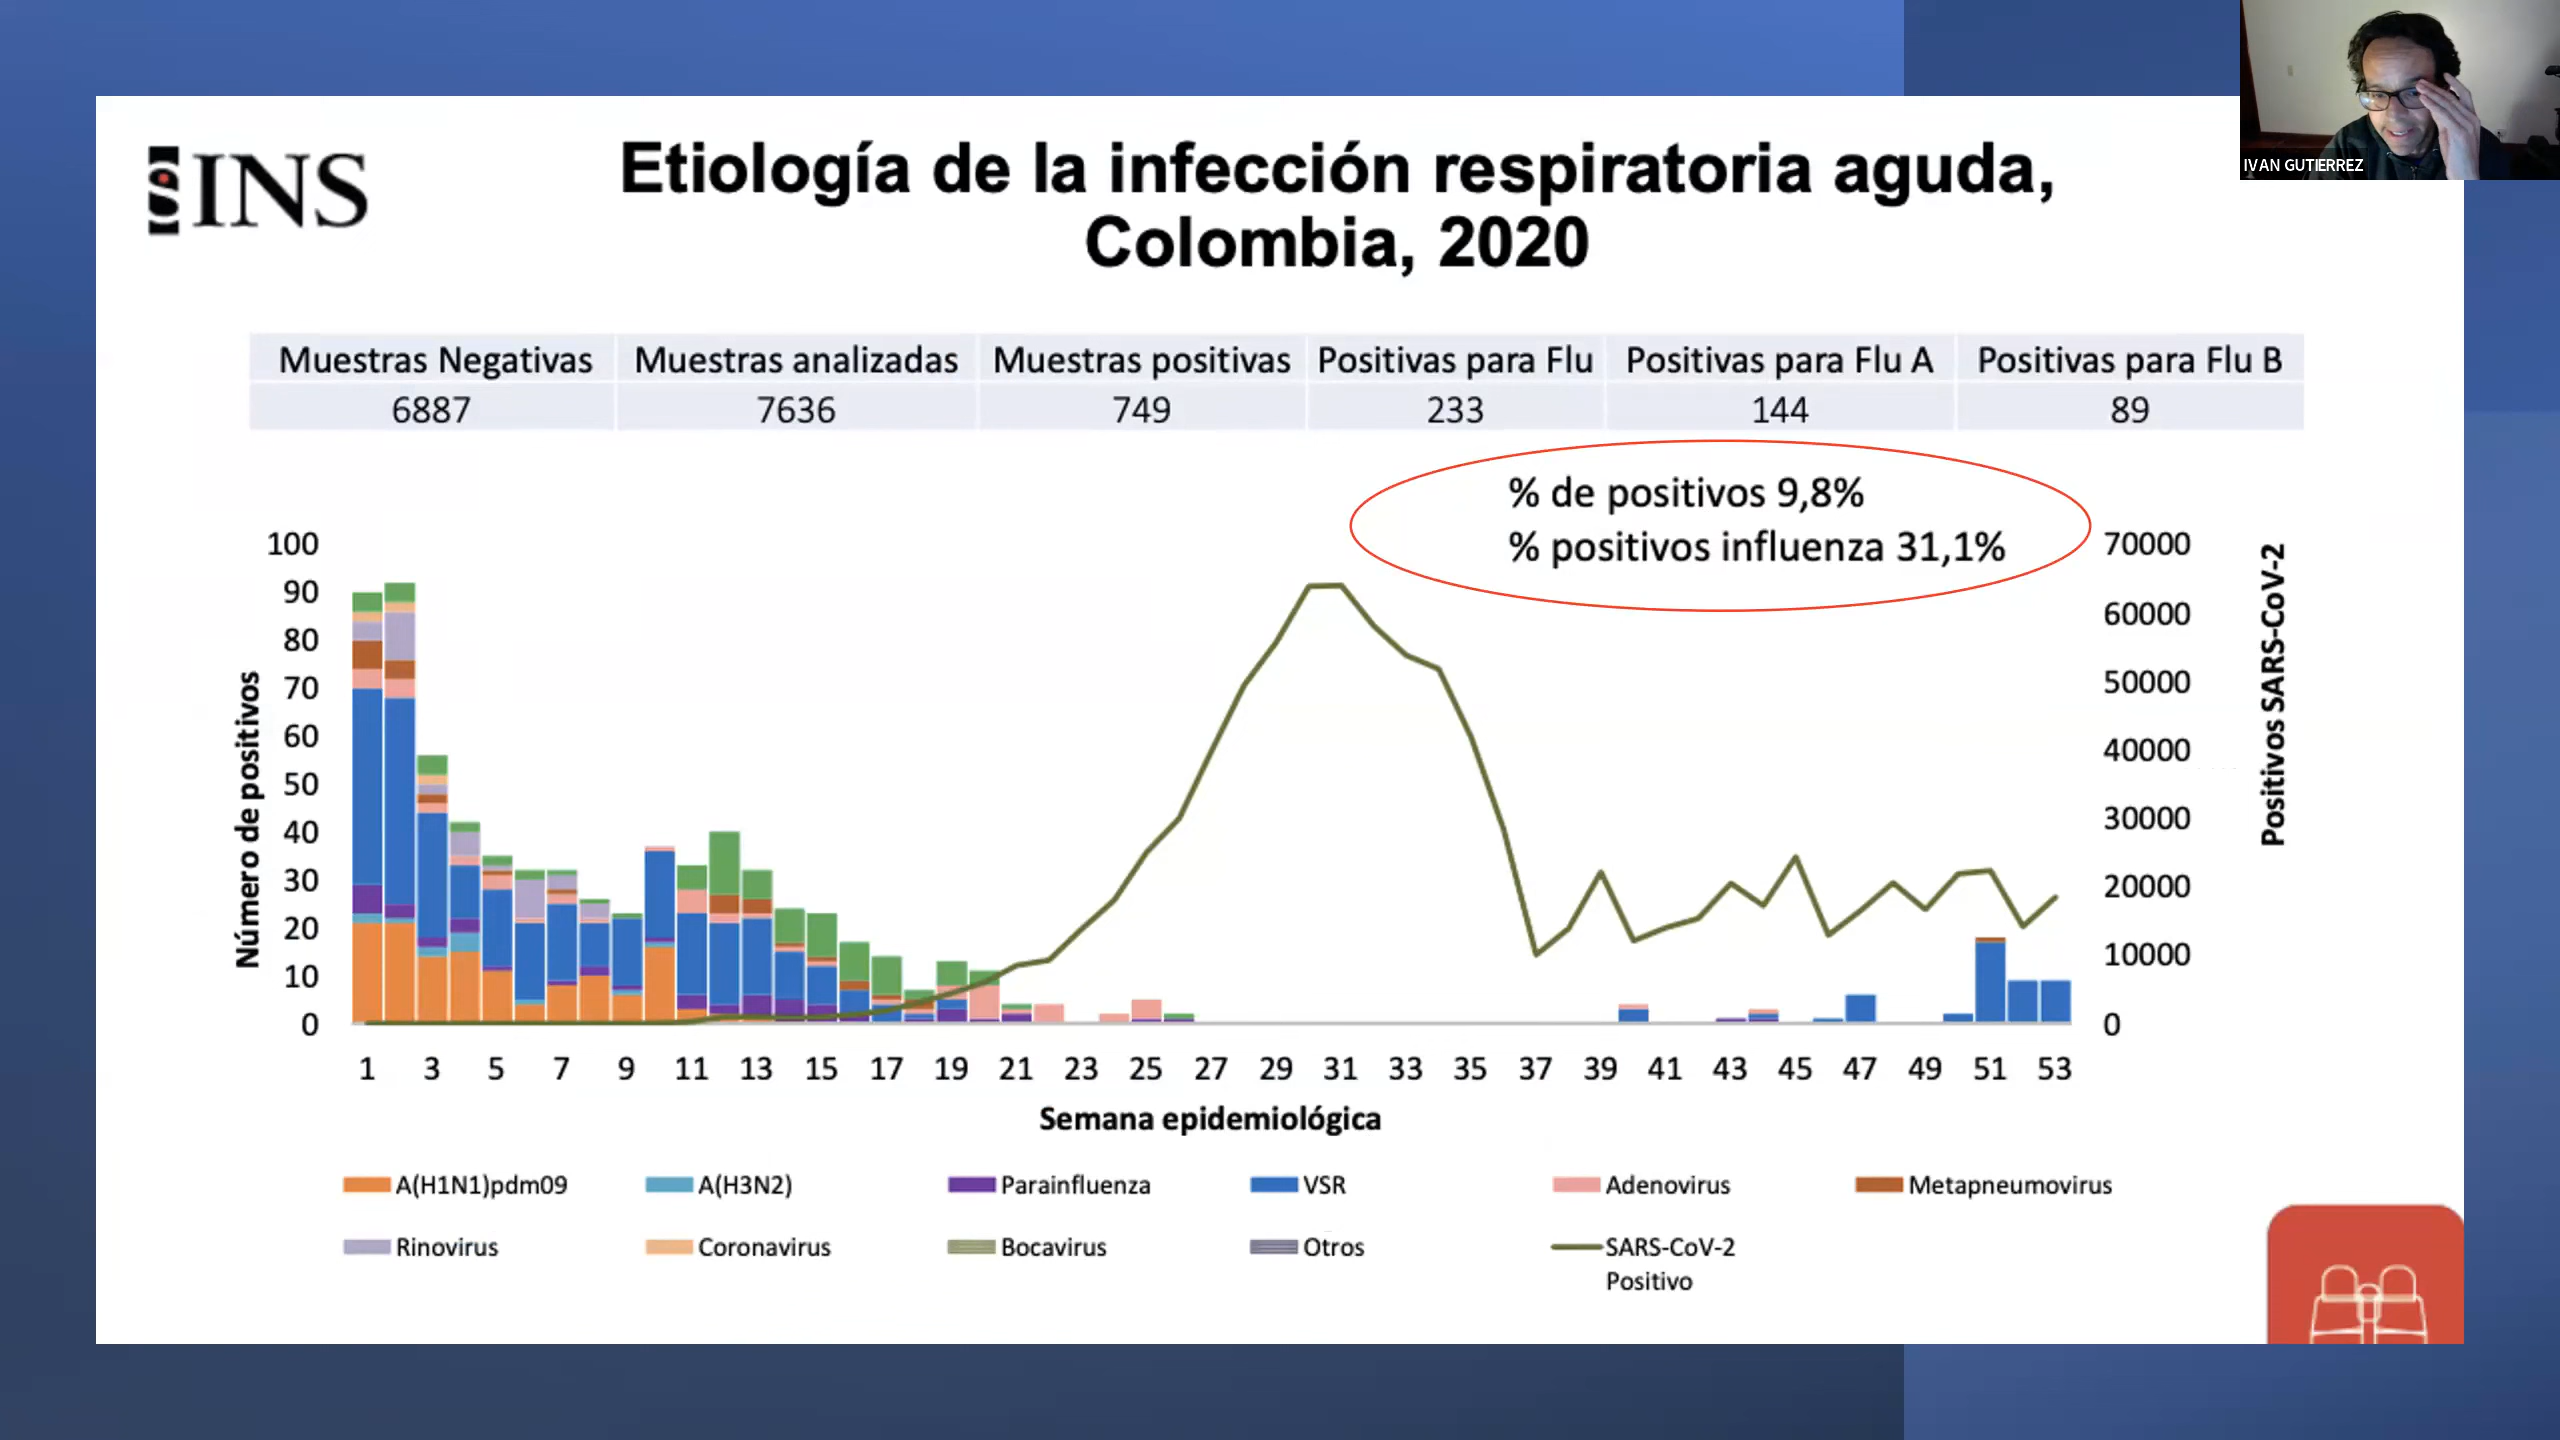 IVAN GUTIERREZ
INS
Etiología de la infección respiratoria aguda,
Colombia, 2020
Muestras Negativas Muestras analizadas Muestras positivas Positivas para Flu Positivas para Flu A Positivas para Flu B
6887 7636 749 233 144 89
% de positivos 9,8%
% positivos influenza 31,1%
Número de positivos
100
90
80
70
60
50
40
30
20
10
0
70000
60000
50000
40000
30000
20000
10000
0
Positivos SARS-CoV-2
1 3 5 7 9 11 13 15 17 19 21 23 25 27 29 31 33 35 37 39 41 43 45 47 49 51 53
Semana epidemiológica
A(H1N1)pdm09 A(H3N2) Parainfluenza VSR Adenovirus Metapneumovirus
Rinovirus Coronavirus Bocavirus Otros SARS-CoV-2
Positivo